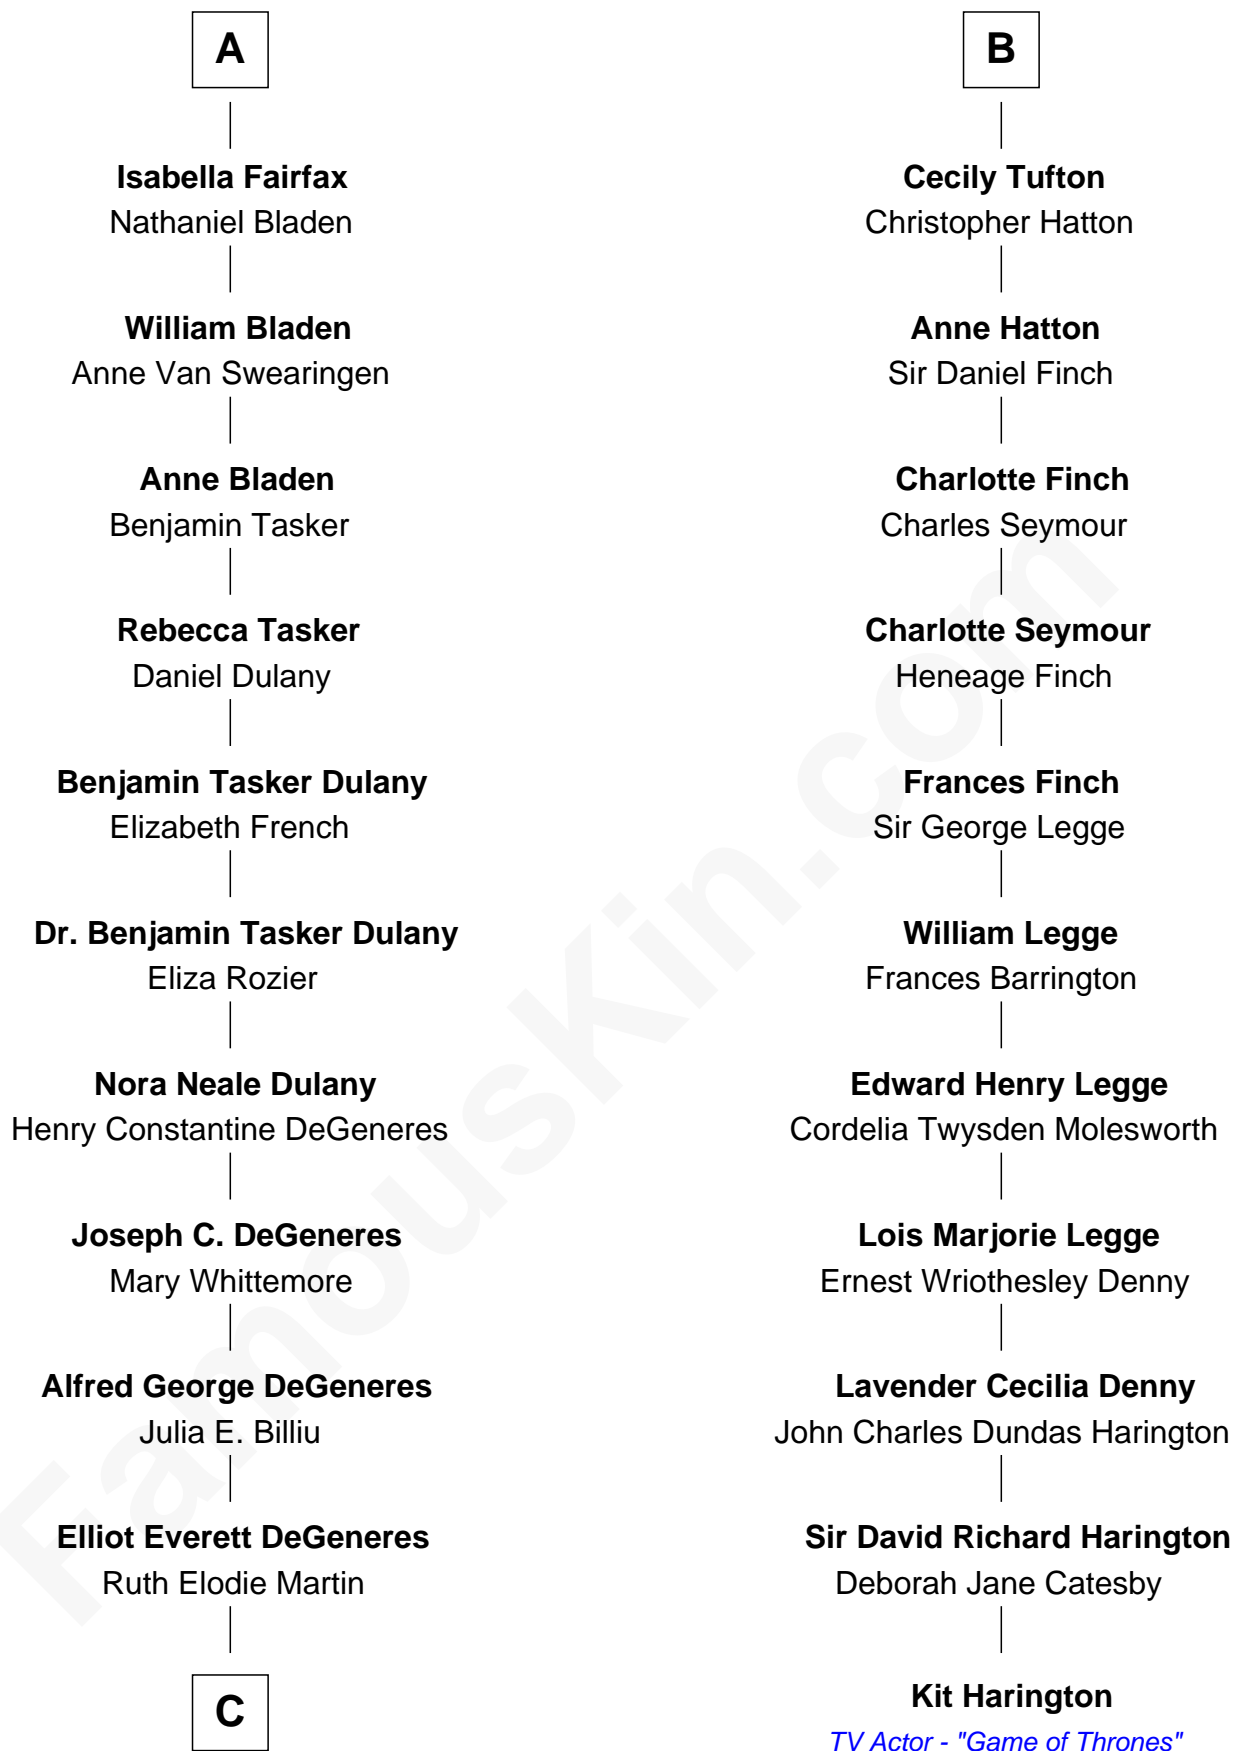 A
Isabella Fairfax
Nathaniel Bladen
William Bladen
Anne Van Swearingen
Anne Bladen
Benjamin Tasker
Rebecca Tasker
Daniel Dulany
Benjamin Tasker Dulany
Elizabeth French
Dr. Benjamin Tasker Dulany
Eliza Rozier
Nora Neale Dulany
Henry Constantine DeGeneres
Joseph C. DeGeneres
Mary Whittemore
Alfred George DeGeneres
Julia E. Billiu
Elliot Everett DeGeneres
Ruth Elodie Martin
C
B
Cecily Tufton
Christopher Hatton
Anne Hatton
Sir Daniel Finch
Charlotte Finch
Charles Seymour
Charlotte Seymour
Heneage Finch
Frances Finch
Sir George Legge
William Legge
Frances Barrington
Edward Henry Legge
Cordelia Twysden Molesworth
Lois Marjorie Legge
Ernest Wriothesley Denny
Lavender Cecilia Denny
John Charles Dundas Harington
Sir David Richard Harington
Deborah Jane Catesby
Kit Harington
TV Actor - "Game of Thrones"
FamousKin.com